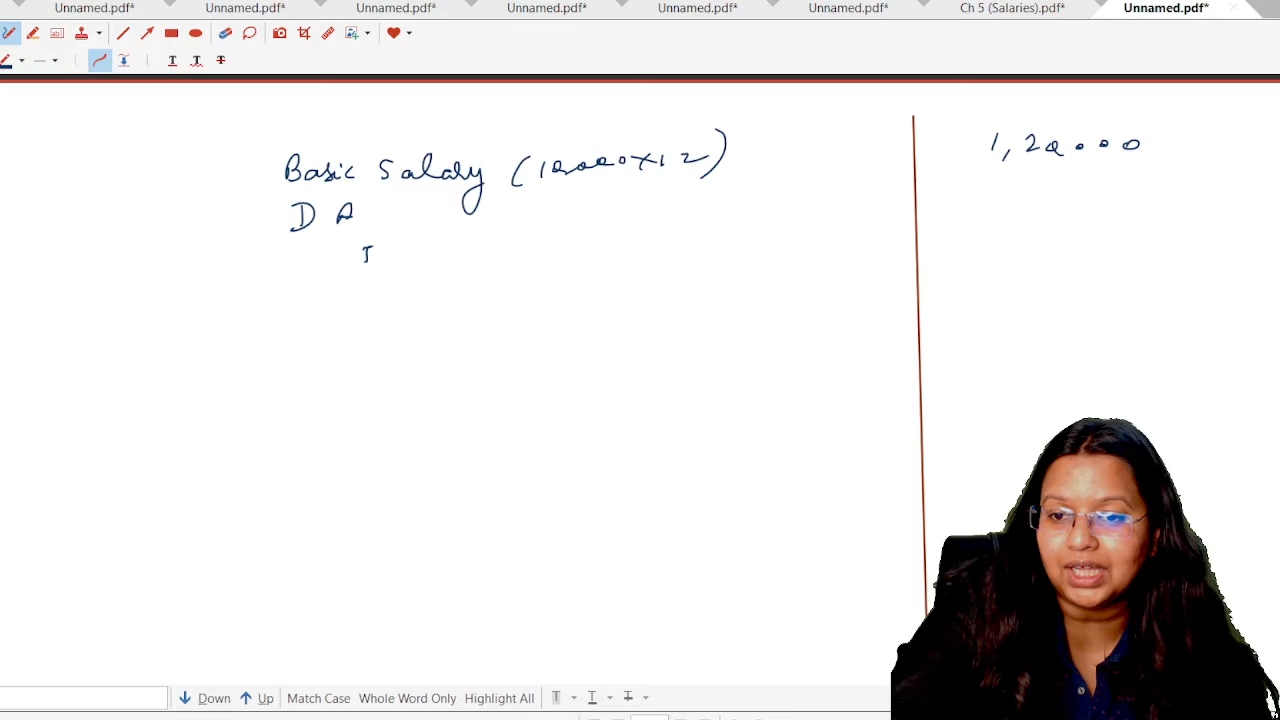 Unnamed.pdf* Unnamed.pdf* Unnamed.pdf* Unnamed.pdf* Unnamed.pdf* Unnamed.pdf* Ch 5 (Salaries).pdf* Unnamed.pdf*
Basic Salary (10000×12) 1,20000
DA
Down Up Match Case Whole Word Only Highlight All